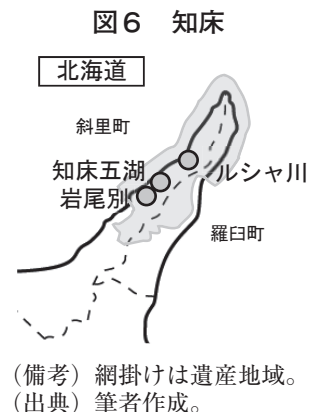 図6　知床
北海道
斜里町
知床五湖
ルシャ川
岩尾別
羅臼町
（備考）網掛けは遺産地域。
（出典）筆者作成。